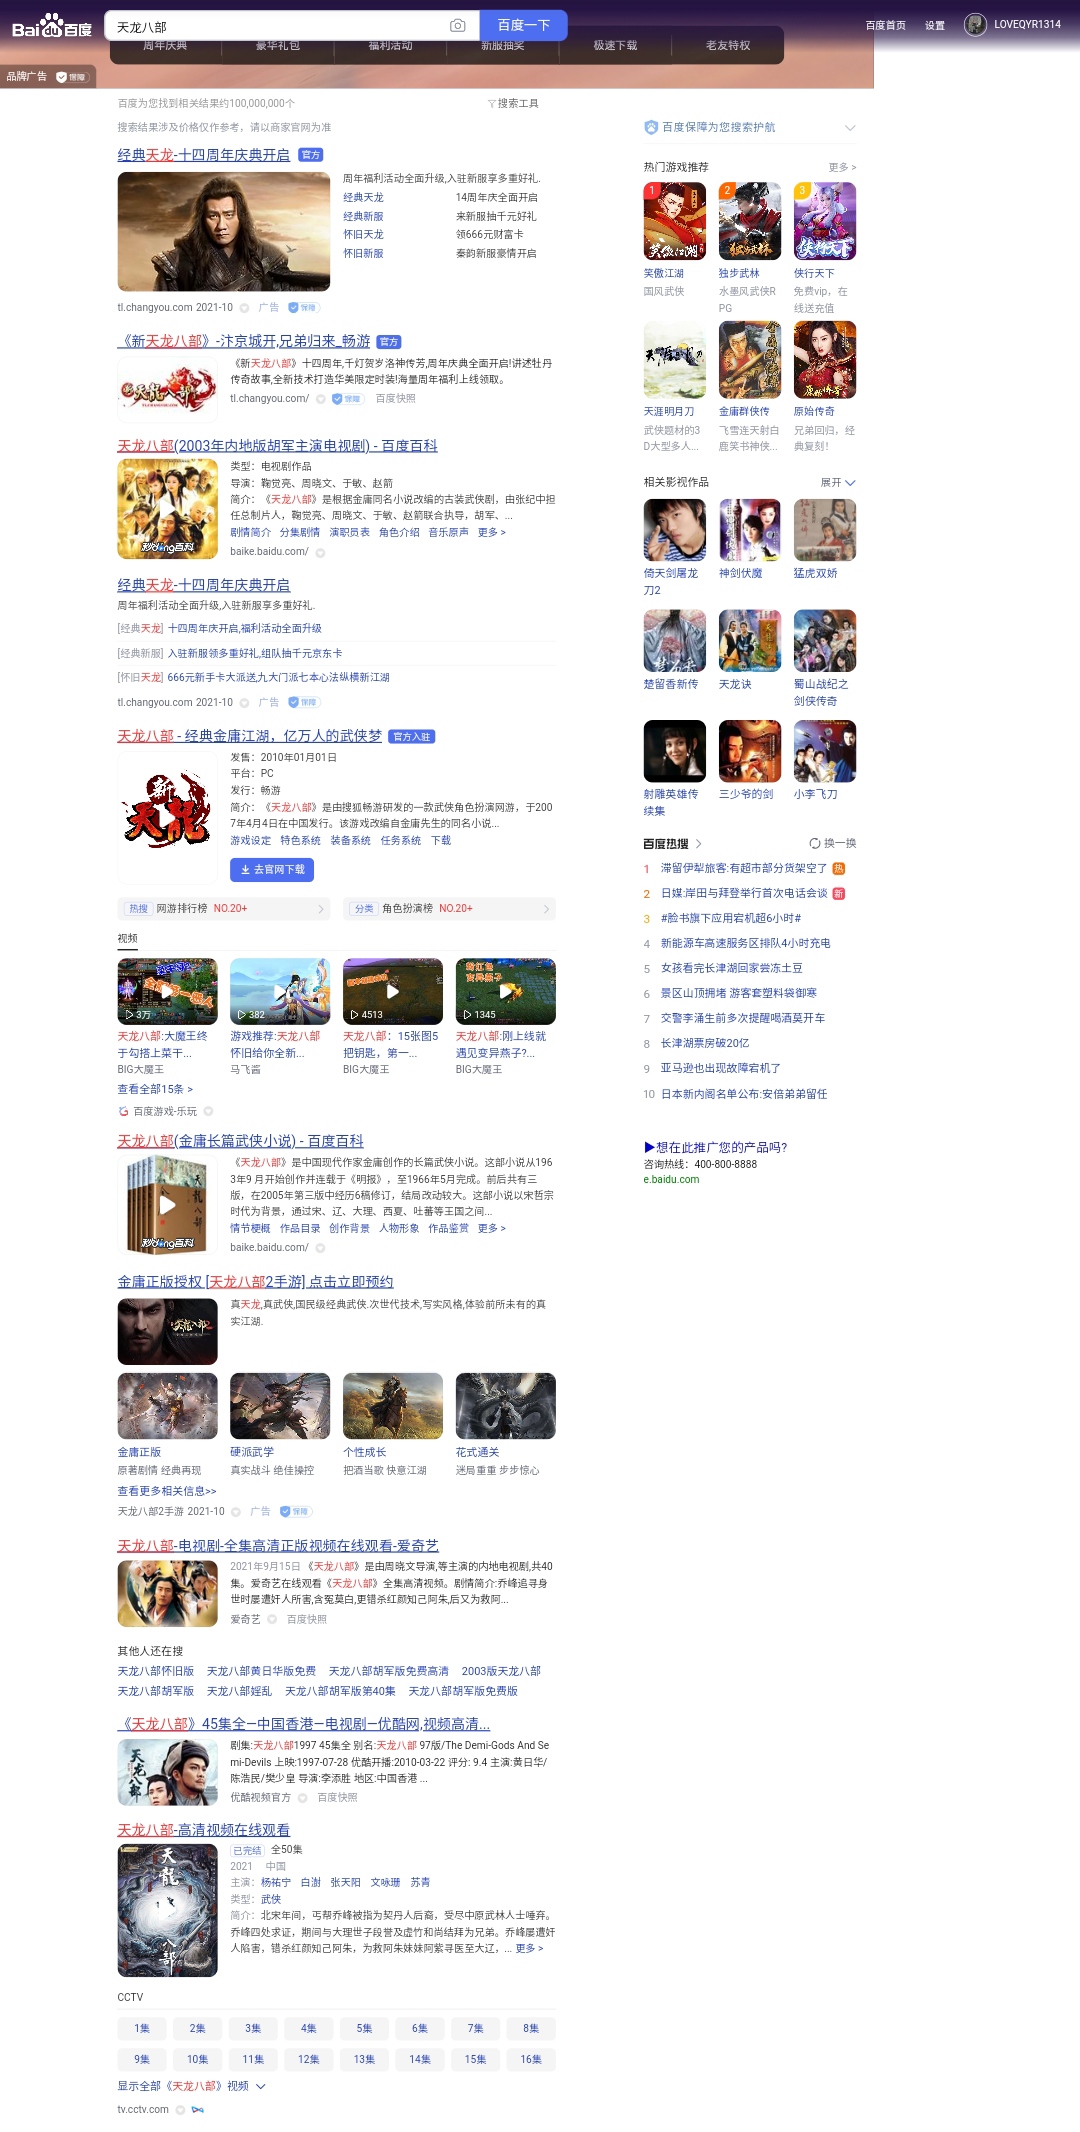 Bai百度
天龙八部
百度一下
百度首页
设置
LOVEQYR1314
周年庆典
豪华礼包
福利活动
新服抽奖
极速下载
老友特权
品牌广告
保障
百度为您找到相关结果约100,000,000个
搜索工具
搜索结果涉及价格仅作参考，请以商家官网为准
经典天龙-十四周年庆典开启 官方
周年福利活动全面升级,入驻新服享多重好礼.
经典天龙 14周年庆全面开启
经典新服 来新服抽千元好礼
怀旧天龙 领666元财富卡
怀旧新服 秦韵新服豪情开启
tl.changyou.com 2021-10 广告 保障
《新天龙八部》-汴京城开,兄弟归来_畅游 官方
《新天龙八部》十四周年,千灯贺岁洛神传芳,周年庆典全面开启!讲述牡丹
传奇故事,全新技术打造华美限定时装!海量周年福利上线领取。
tl.changyou.com/ 保障 百度快照
天龙八部(2003年内地版胡军主演电视剧) - 百度百科
类型：电视剧作品
导演：鞠觉亮、周晓文、于敏、赵箭
简介：《天龙八部》是根据金庸同名小说改编的古装武侠剧，由张纪中担
任总制片人，鞠觉亮、周晓文、于敏、赵箭联合执导，胡军、...
剧情简介 分集剧情 演职员表 角色介绍 音乐原声 更多 >
秒懂百科
baike.baidu.com/
经典天龙-十四周年庆典开启
周年福利活动全面升级,入驻新服享多重好礼.
[经典天龙] 十四周年庆开启,福利活动全面升级
[经典新服] 入驻新服领多重好礼,组队抽千元京东卡
[怀旧天龙] 666元新手卡大派送,九大门派七本心法纵横新江湖
tl.changyou.com 2021-10 广告 保障
天龙八部 - 经典金庸江湖，亿万人的武侠梦 官方入驻
新天龍
发售：2010年01月01日
平台：PC
发行：畅游
简介：《天龙八部》是由搜狐畅游研发的一款武侠角色扮演网游，于200
7年4月4日在中国发行。该游戏改编自金庸先生的同名小说...
游戏设定 特色系统 装备系统 任务系统 下载
去官网下载
热搜 网游排行榜 NO.20+
分类 角色扮演榜 NO.20+
视频
3万
382
4513
1345
天龙八部:大魔王终
于勾搭上菜干...
BIG大魔王
游戏推荐:天龙八部
怀旧给你全新...
马飞酱
天龙八部：15张图5
把钥匙，第一...
BIG大魔王
天龙八部:刚上线就
遇见变异燕子?...
BIG大魔王
查看全部15条 >
百度游戏-乐玩
天龙八部(金庸长篇武侠小说) - 百度百科
《天龙八部》是中国现代作家金庸创作的长篇武侠小说。这部小说从196
3年9 月开始创作并连载于《明报》，至1966年5月完成。前后共有三
版，在2005年第三版中经历6稿修订，结局改动较大。这部小说以宋哲宗
时代为背景，通过宋、辽、大理、西夏、吐蕃等王国之间...
情节梗概 作品目录 创作背景 人物形象 作品鉴赏 更多 >
秒懂百科
baike.baidu.com/
金庸正版授权 [天龙八部2手游] 点击立即预约
真天龙,真武侠,国民级经典武侠.次世代技术,写实风格,体验前所未有的真
实江湖.
金庸正版
原著剧情 经典再现
硬派武学
真实战斗 绝佳操控
个性成长
把酒当歌 快意江湖
花式通关
迷局重重 步步惊心
查看更多相关信息>>
天龙八部2手游 2021-10 广告 保障
天龙八部-电视剧-全集高清正版视频在线观看-爱奇艺
2021年9月15日 《天龙八部》是由周晓文导演,等主演的内地电视剧,共40
集。爱奇艺在线观看《天龙八部》全集高清视频。剧情简介:乔峰追寻身
世时屡遭奸人所害,含冤莫白,更错杀红颜知己阿朱,后又为救阿...
爱奇艺 百度快照
其他人还在搜
天龙八部怀旧版 天龙八部黄日华版免费 天龙八部胡军版免费高清 2003版天龙八部
天龙八部胡军版 天龙八部婬乱 天龙八部胡军版第40集 天龙八部胡军版免费版
《天龙八部》45集全—中国香港—电视剧—优酷网,视频高清...
天龙八部
剧集:天龙八部1997 45集全 别名:天龙八部 97版/The Demi-Gods And Se
mi-Devils 上映:1997-07-28 优酷开播:2010-03-22 评分: 9.4 主演:黄日华/
陈浩民/樊少皇 导演:李添胜 地区:中国香港 ...
优酷视频官方 百度快照
天龙八部-高清视频在线观看
天龍八部
已完结 全50集
2021 中国
主演：杨祐宁 白澍 张天阳 文咏珊 苏青
类型：武侠
简介：北宋年间，丐帮乔峰被指为契丹人后裔，受尽中原武林人士唾弃。
乔峰四处求证，期间与大理世子段誉及虚竹和尚结拜为兄弟。乔峰屡遭奸
人陷害，错杀红颜知己阿朱，为救阿朱妹妹阿紫寻医至大辽，... 更多 >
CCTV
1集 2集 3集 4集 5集 6集 7集 8集
9集 10集 11集 12集 13集 14集 15集 16集
显示全部《天龙八部》视频
tv.cctv.com
百度保障为您搜索护航
热门游戏推荐 更多 >
1
2
3
笑傲江湖
国风武侠
独步武林
水墨风武侠R
PG
侠行天下
免费vip，在
线送充值
天涯明月刀
武侠题材的3
D大型多人...
金庸群侠传
飞雪连天射白
鹿笑书神侠...
原始传奇
兄弟回归，经
典复刻！
相关影视作品 展开
倚天剑屠龙
刀2
神剑伏魔
猛虎双娇
楚留香新传
天龙诀
蜀山战纪之
剑侠传奇
射雕英雄传
续集
三少爷的剑
小李飞刀
百度热搜 换一换
1 滞留伊犁旅客:有超市部分货架空了 热
2 日媒:岸田与拜登举行首次电话会谈 新
3 #脸书旗下应用宕机超6小时#
4 新能源车高速服务区排队4小时充电
5 女孩看完长津湖回家尝冻土豆
6 景区山顶拥堵 游客套塑料袋御寒
7 交警李涌生前多次提醒喝酒莫开车
8 长津湖票房破20亿
9 亚马逊也出现故障宕机了
10 日本新内阁名单公布:安倍弟弟留任
▶想在此推广您的产品吗?
咨询热线：400-800-8888
e.baidu.com